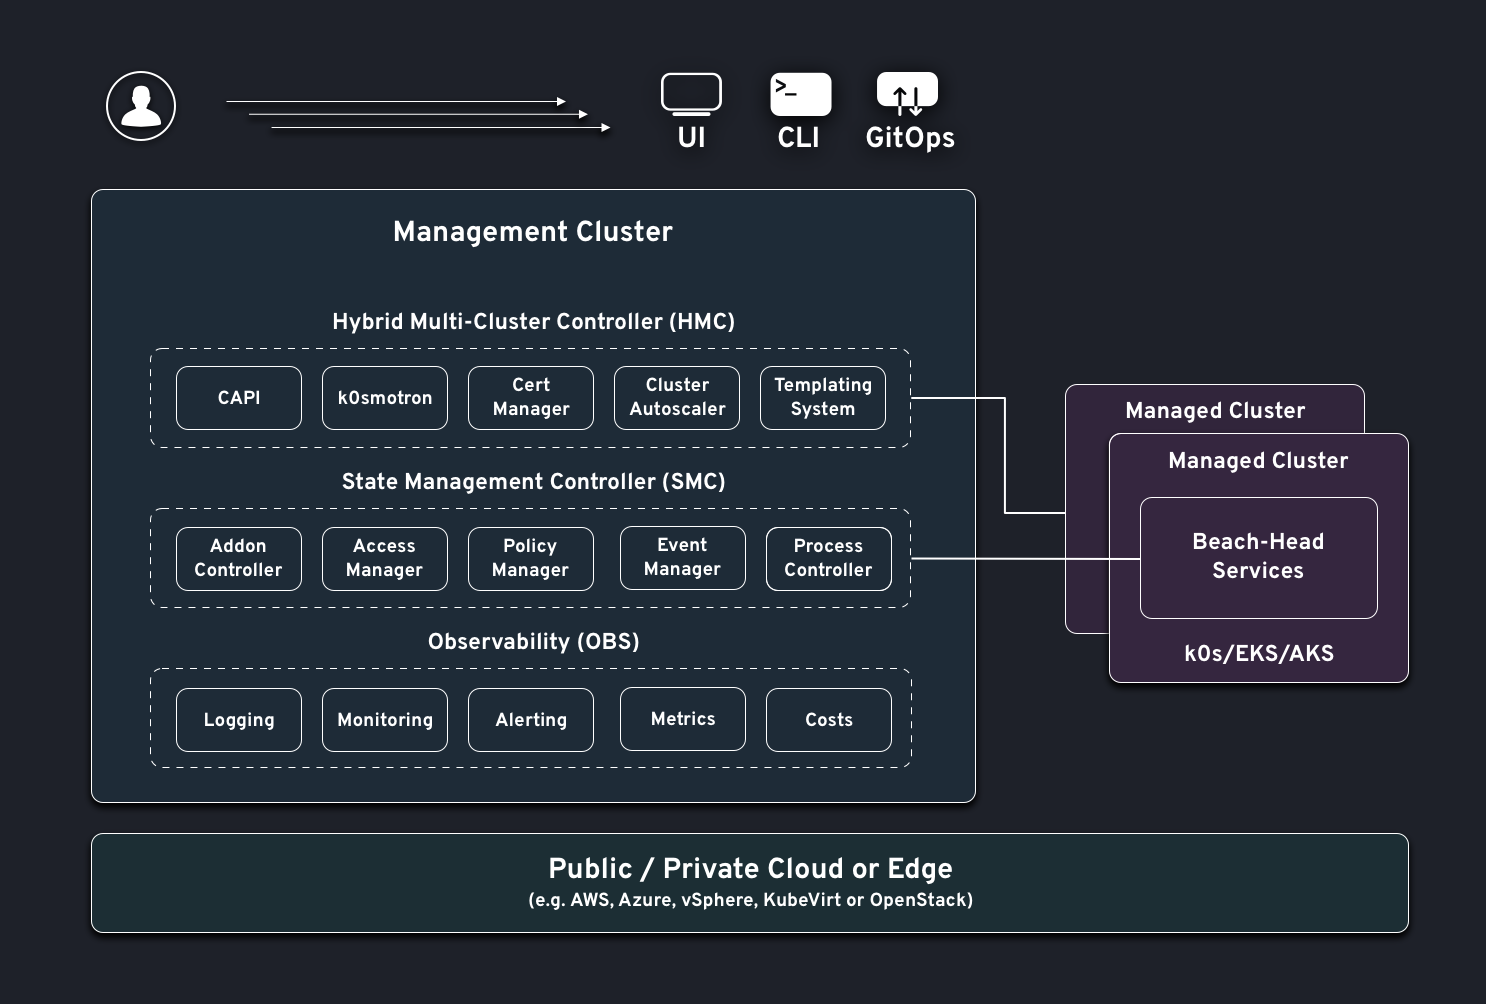 >_
UI
CLI
GitOps
Management Cluster
Hybrid Multi-Cluster Controller (HMC)
CAPI
k0smotron
Cert
Manager
Cluster
Autoscaler
Templating
System
State Management Controller (SMC)
Addon
Controller
Access
Manager
Policy
Manager
Event
Manager
Process
Controller
Observability (OBS)
Logging
Monitoring
Alerting
Metrics
Costs
Managed Cluster
Managed Cluster
Beach-Head
Services
k0s/EKS/AKS
Public / Private Cloud or Edge
(e.g. AWS, Azure, vSphere, KubeVirt or OpenStack)